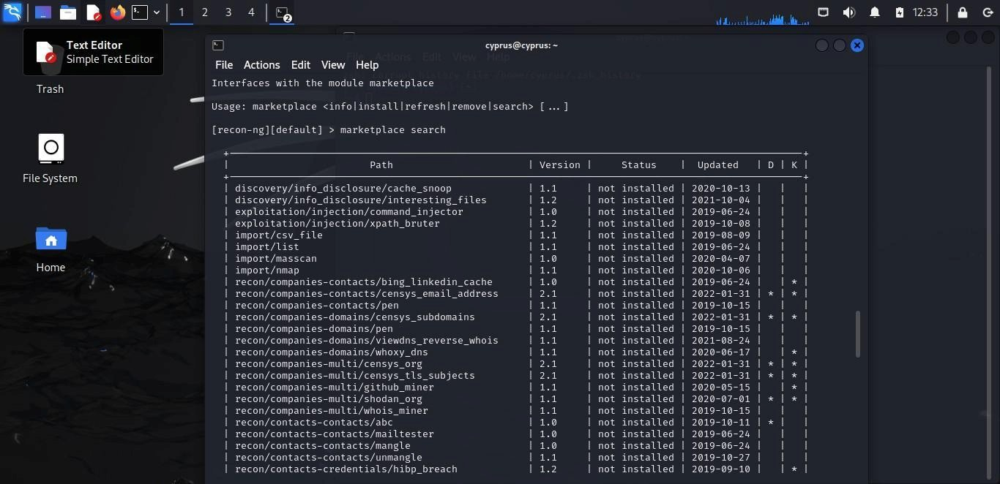 1 2 3 4 2 12:33
Text Editor
Simple Text Editor
Trash
File System
Home
cyprus@cyprus: ~
File Actions Edit View Help
Interfaces with the module marketplace
Usage: marketplace <info|install|refresh|remove|search> [...]
[recon-ng][default] > marketplace search
| Path | Version | Status | Updated | D | K |
| discovery/info_disclosure/cache_snoop | 1.1 | not installed | 2020-10-13 | | |
| discovery/info_disclosure/interesting_files | 1.2 | not installed | 2021-10-04 | | |
| exploitation/injection/command_injector | 1.0 | not installed | 2019-06-24 | | |
| exploitation/injection/xpath_bruter | 1.2 | not installed | 2019-10-08 | | |
| import/csv_file | 1.1 | not installed | 2019-08-09 | | |
| import/list | 1.1 | not installed | 2019-06-24 | | |
| import/masscan | 1.0 | not installed | 2020-04-07 | | |
| import/nmap | 1.1 | not installed | 2020-10-06 | | |
| recon/companies-contacts/bing_linkedin_cache | 1.0 | not installed | 2019-06-24 | | * |
| recon/companies-contacts/censys_email_address | 2.1 | not installed | 2022-01-31 | * | * |
| recon/companies-contacts/pen | 1.1 | not installed | 2019-10-15 | | |
| recon/companies-domains/censys_subdomains | 2.1 | not installed | 2022-01-31 | * | * |
| recon/companies-domains/pen | 1.1 | not installed | 2019-10-15 | | |
| recon/companies-domains/viewdns_reverse_whois | 1.1 | not installed | 2021-08-24 | | |
| recon/companies-domains/whoxy_dns | 1.1 | not installed | 2020-06-17 | | * |
| recon/companies-multi/censys_org | 2.1 | not installed | 2022-01-31 | * | * |
| recon/companies-multi/censys_tls_subjects | 2.1 | not installed | 2022-01-31 | * | * |
| recon/companies-multi/github_miner | 1.1 | not installed | 2020-05-15 | | * |
| recon/companies-multi/shodan_org | 1.1 | not installed | 2020-07-01 | * | * |
| recon/companies-multi/whois_miner | 1.1 | not installed | 2019-10-15 | | |
| recon/contacts-contacts/abc | 1.0 | not installed | 2019-10-11 | * | |
| recon/contacts-contacts/mailtester | 1.0 | not installed | 2019-06-24 | | |
| recon/contacts-contacts/mangle | 1.0 | not installed | 2019-06-24 | | |
| recon/contacts-contacts/unmangle | 1.1 | not installed | 2019-10-27 | | |
| recon/contacts-credentials/hibp_breach | 1.2 | not installed | 2019-09-10 | | * |